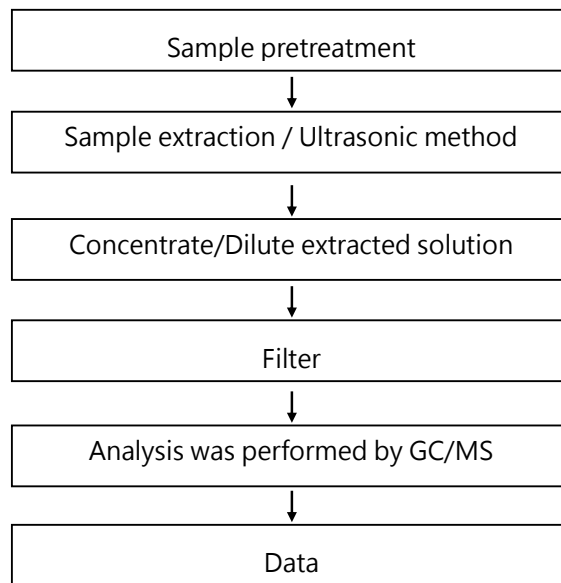 Sample pretreatment
Sample extraction / Ultrasonic method
Concentrate/Dilute extracted solution
Filter
Analysis was performed by GC/MS
Data